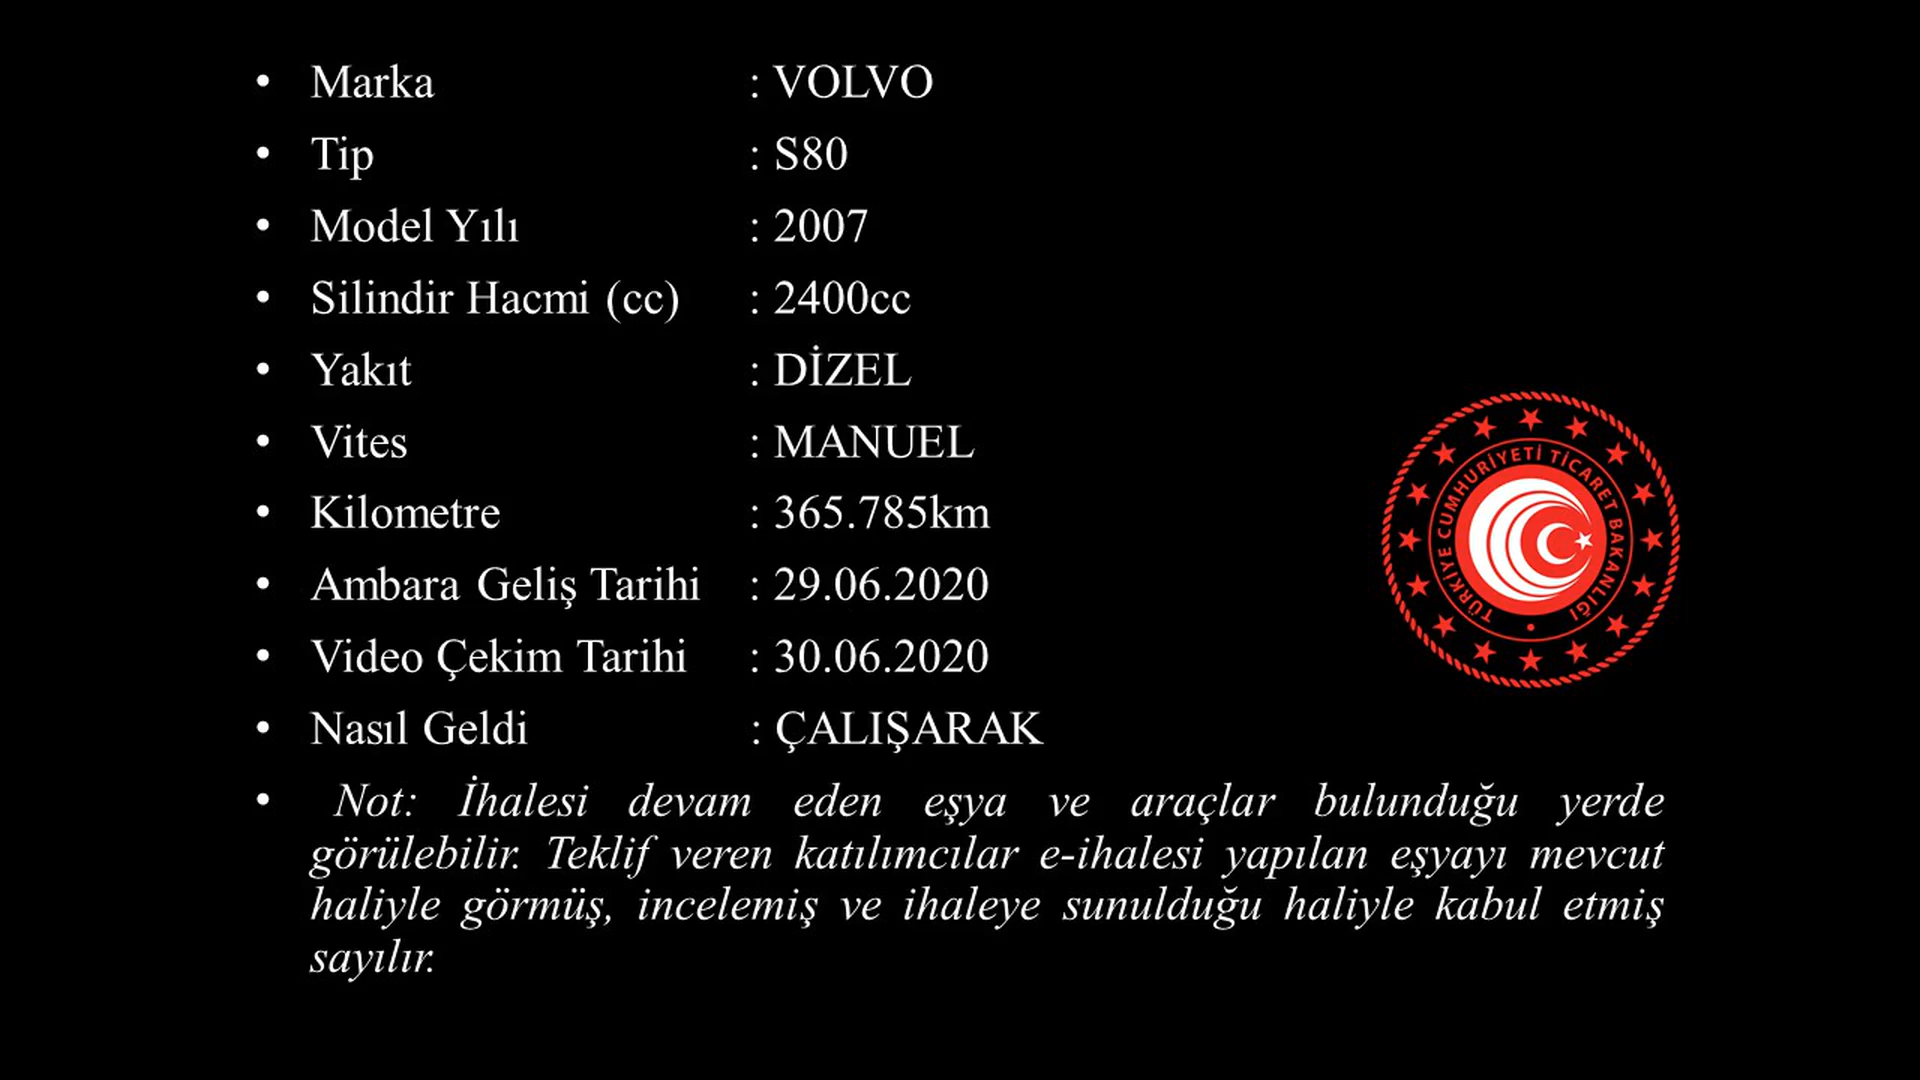 • Marka : VOLVO
• Tip : S80
• Model Yılı : 2007
• Silindir Hacmi (cc) : 2400cc
• Yakıt : DİZEL
• Vites : MANUEL
• Kilometre : 365.785km
• Ambara Geliş Tarihi : 29.06.2020
• Video Çekim Tarihi : 30.06.2020
• Nasıl Geldi : ÇALIŞARAK
• Not: İhalesi devam eden eşya ve araçlar bulunduğu yerde
görülebilir. Teklif veren katılımcılar e-ihalesi yapılan eşyayı mevcut
haliyle görmüş, incelemiş ve ihaleye sunulduğu haliyle kabul etmiş
sayılır.
TÜRKİYE CUMHURİYETİ TİCARET BAKANLIĞI